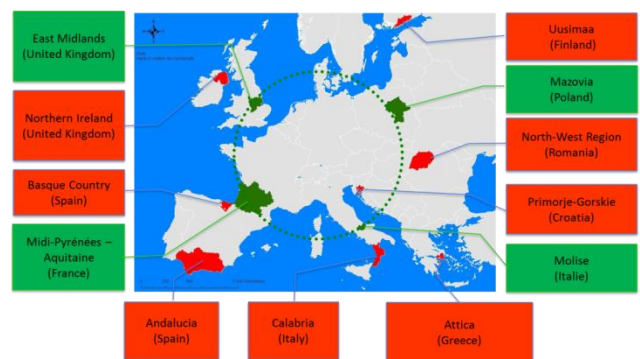 East Midlands
(United Kingdom)
Northern Ireland
(United Kingdom)
Basque Country
(Spain)
Midi-Pyrénées –
Aquitaine
(France)
Andalucia
(Spain)
Calabria
(Italy)
Attica
(Greece)
Uusimaa
(Finland)
Mazovia
(Poland)
North-West Region
(Romania)
Primorje-Gorskie
(Croatia)
Molise
(Italie)